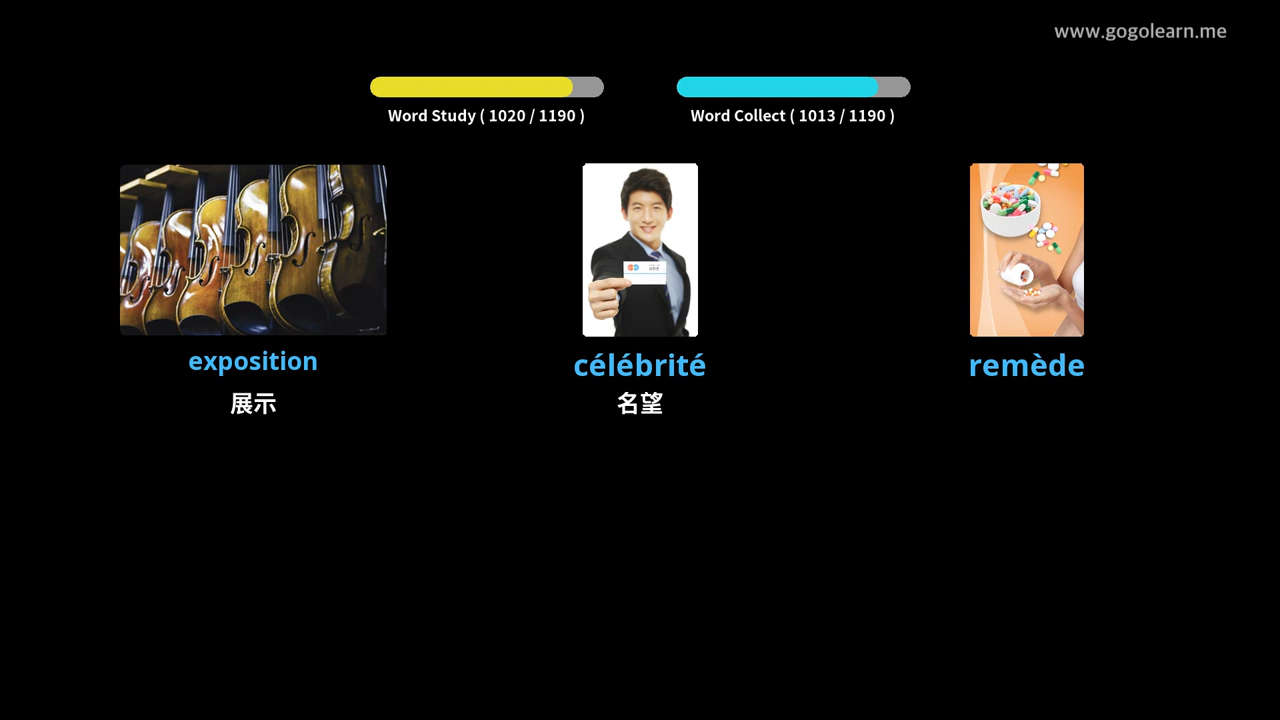 www.gogolearn.me
Word Study ( 1020 / 1190 )
Word Collect ( 1013 / 1190 )
exposition
célébrité
remède
展示
名望